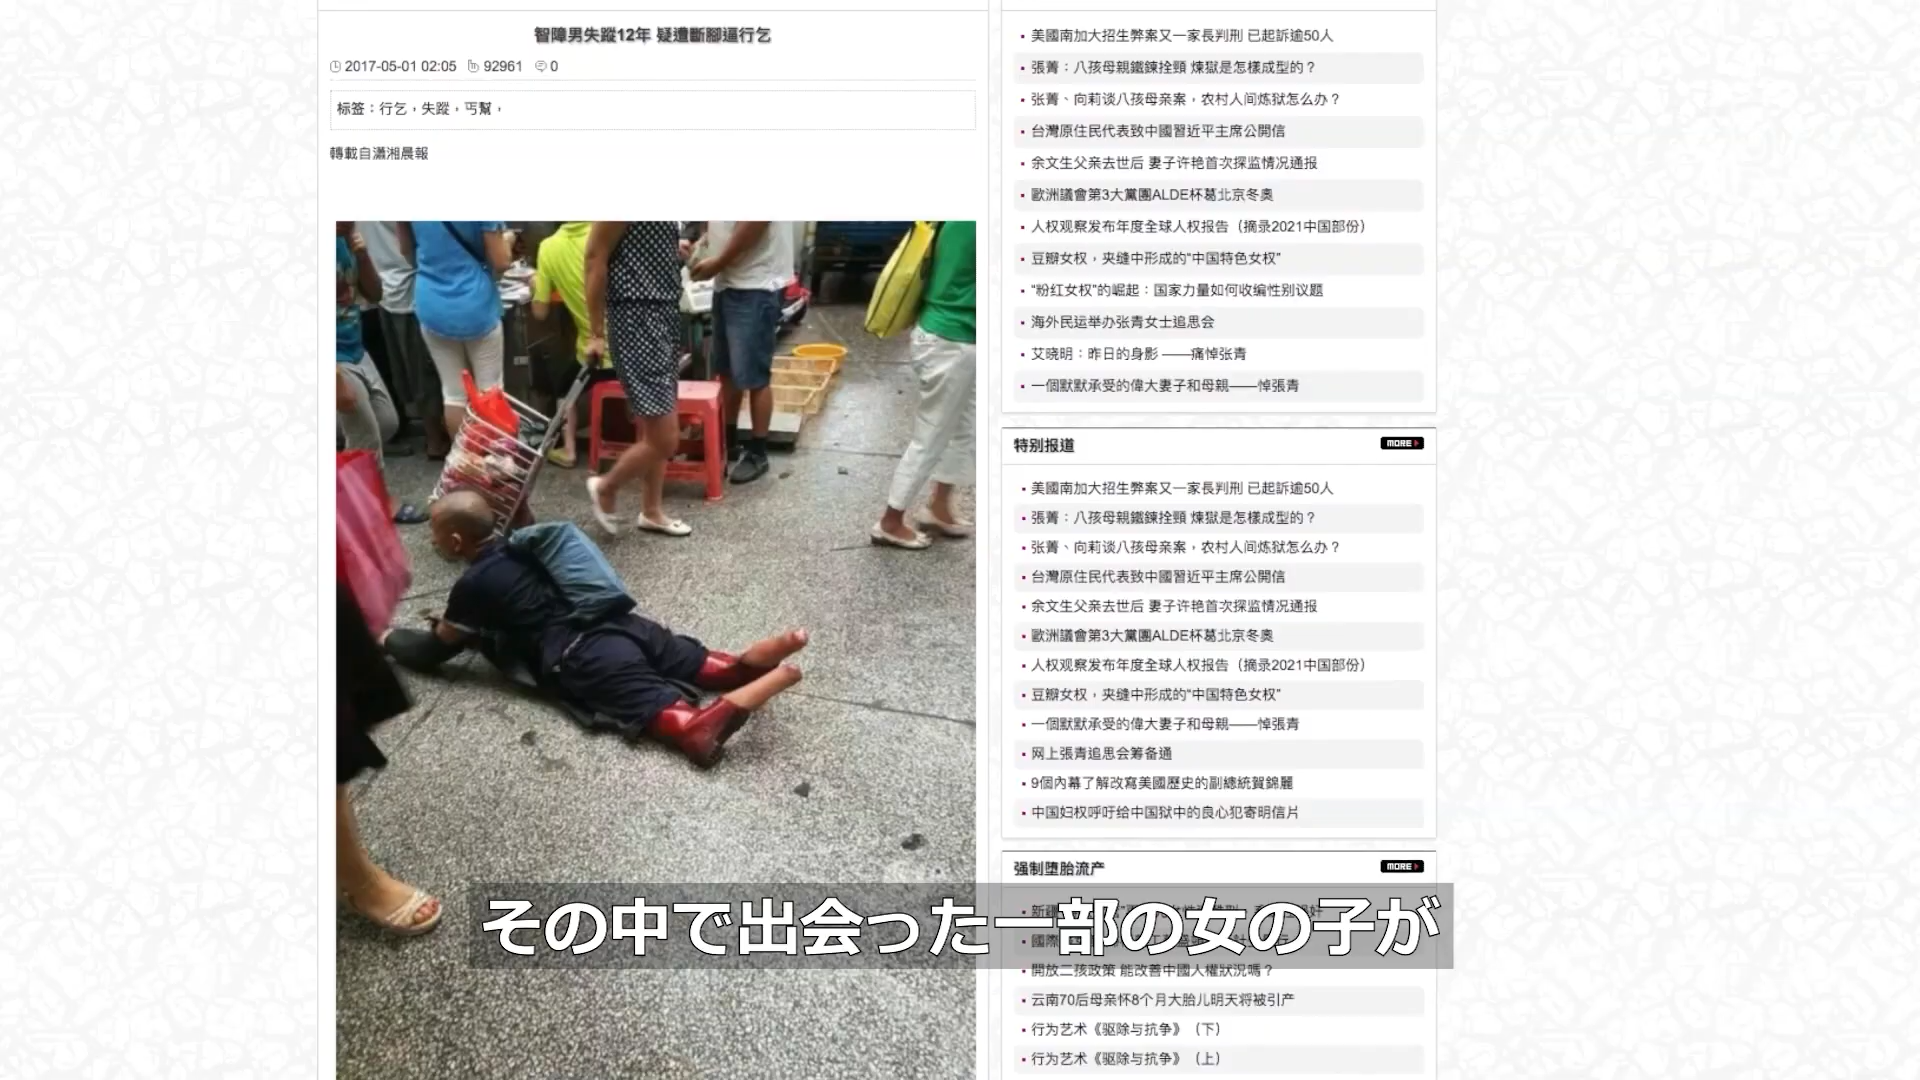 智障男失蹤12年 疑遭斷腳逼行乞
2017-05-01 02:05 92961 0
标签：行乞，失蹤，丐幫，
轉載自瀟湘晨報
美國南加大招生弊案又一家長判刑 已起訴逾50人
張菁：八孩母親鐵鍊拴頸 煉獄是怎樣成型的？
张菁、向莉谈八孩母亲案，农村人间炼狱怎么办？
台灣原住民代表致中國習近平主席公開信
余文生父亲去世后 妻子许艳首次探监情况通报
歐洲議會第3大黨團ALDE杯葛北京冬奧
人权观察发布年度全球人权报告（摘录2021中国部份）
豆瓣女权，夹缝中形成的“中国特色女权”
“粉红女权”的崛起：国家力量如何收编性别议题
海外民运举办张青女士追思会
艾晓明：昨日的身影 ——痛悼张青
一個默默承受的偉大妻子和母親——悼張青
特别报道
MORE
美國南加大招生弊案又一家長判刑 已起訴逾50人
張菁：八孩母親鐵鍊拴頸 煉獄是怎樣成型的？
张菁、向莉谈八孩母亲案，农村人间炼狱怎么办？
台灣原住民代表致中國習近平主席公開信
余文生父亲去世后 妻子许艳首次探监情况通报
歐洲議會第3大黨團ALDE杯葛北京冬奧
人权观察发布年度全球人权报告（摘录2021中国部份）
豆瓣女权，夹缝中形成的“中国特色女权”
一個默默承受的偉大妻子和母親——悼張青
网上張青追思会筹备通
9個內幕了解改寫美國歷史的副總統賀錦麗
中国妇权呼吁给中国狱中的良心犯寄明信片
强制堕胎流产
MORE
開放二孩政策 能改善中國人權狀況嗎？
云南70后母亲怀8个月大胎儿明天将被引产
行为艺术《驱除与抗争》（下）
行为艺术《驱除与抗争》（上）
その中で出会った一部の女の子が